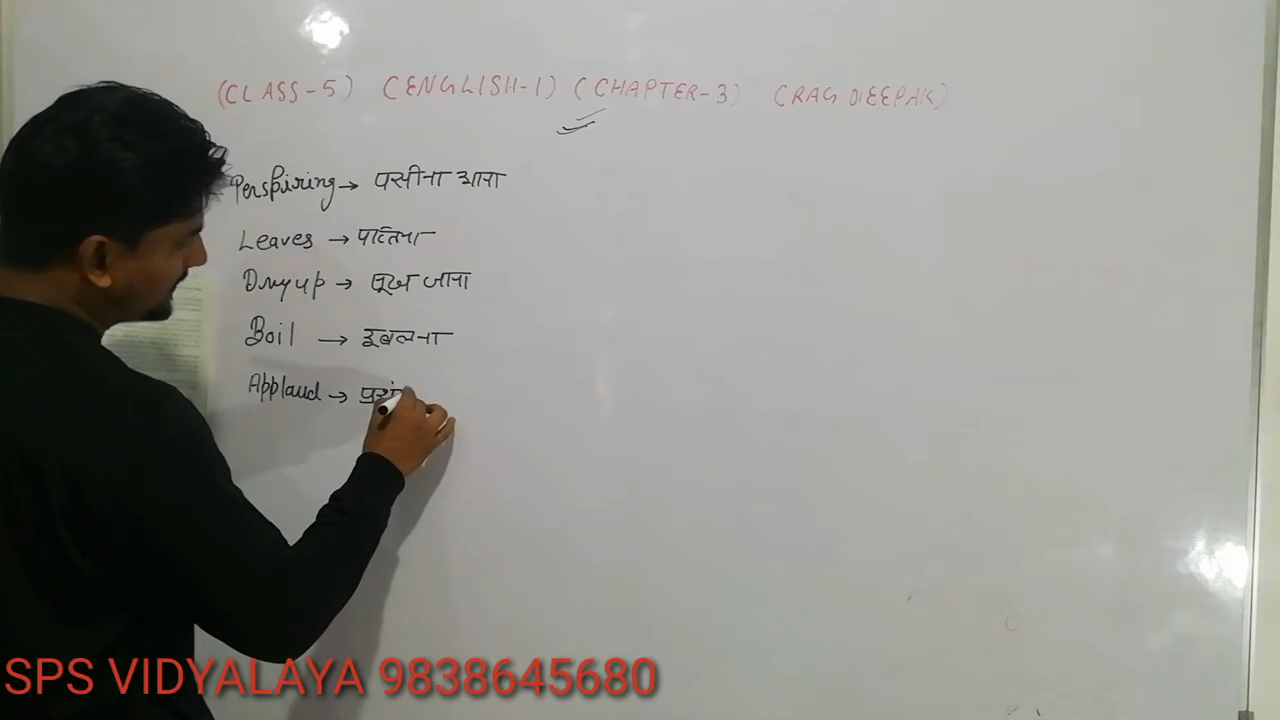 (CLASS-5) (ENGLISH-1) (CHAPTER-3) (RAG DEEPAK)
Perspiring → पसीना आना
Leaves → पत्तिया
Dry up → सूख जाना
Boil → उबलना
Applaud →
SPS VIDYALAYA 9838645680